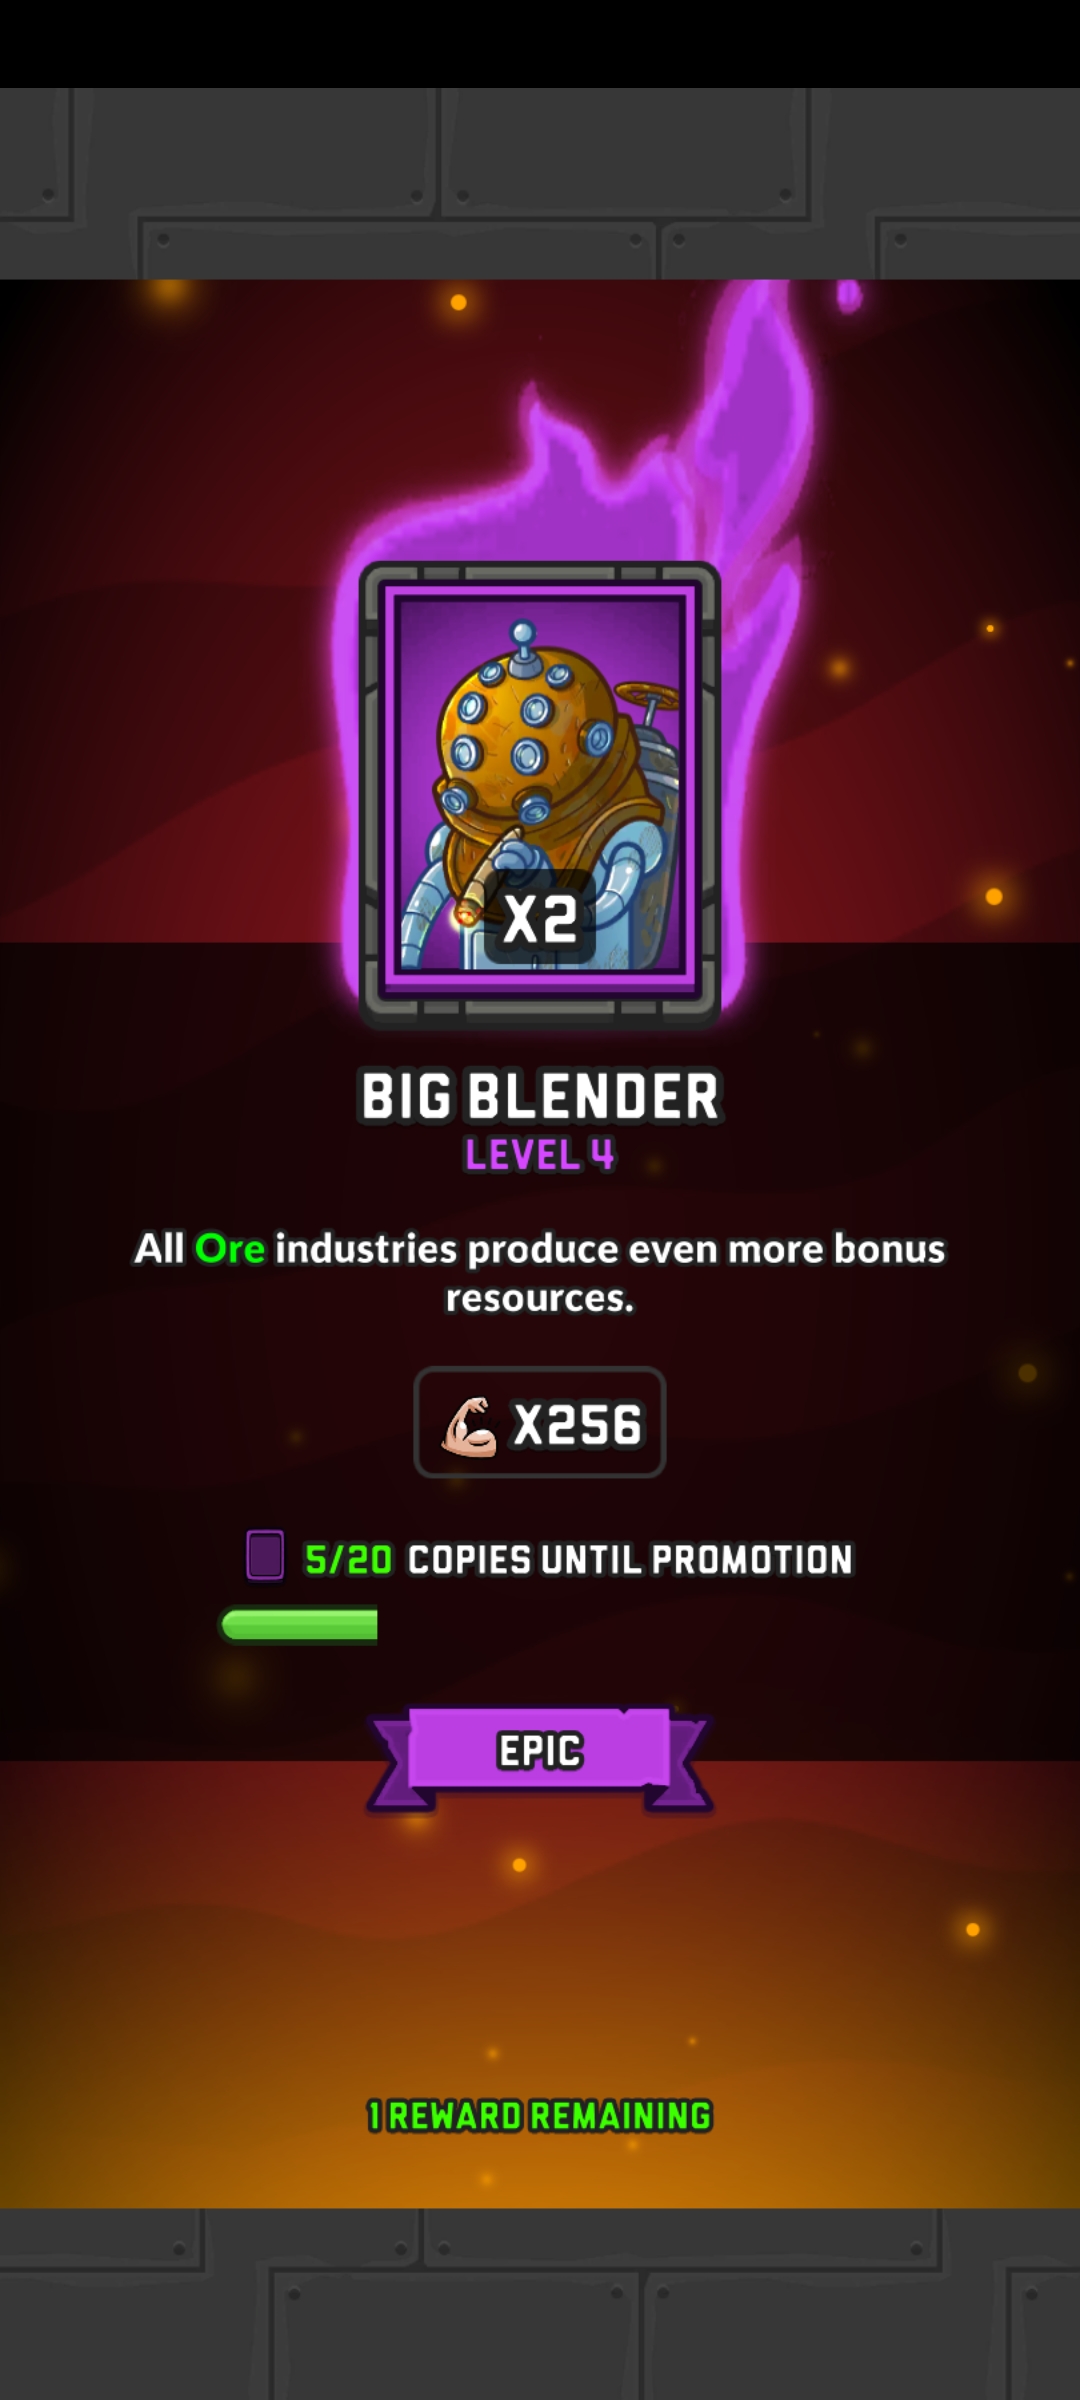 X2
BIG BLENDER
LEVEL 4
All Ore industries produce even more bonus
resources.
X256
5/20 COPIES UNTIL PROMOTION
EPIC
1 REWARD REMAINING